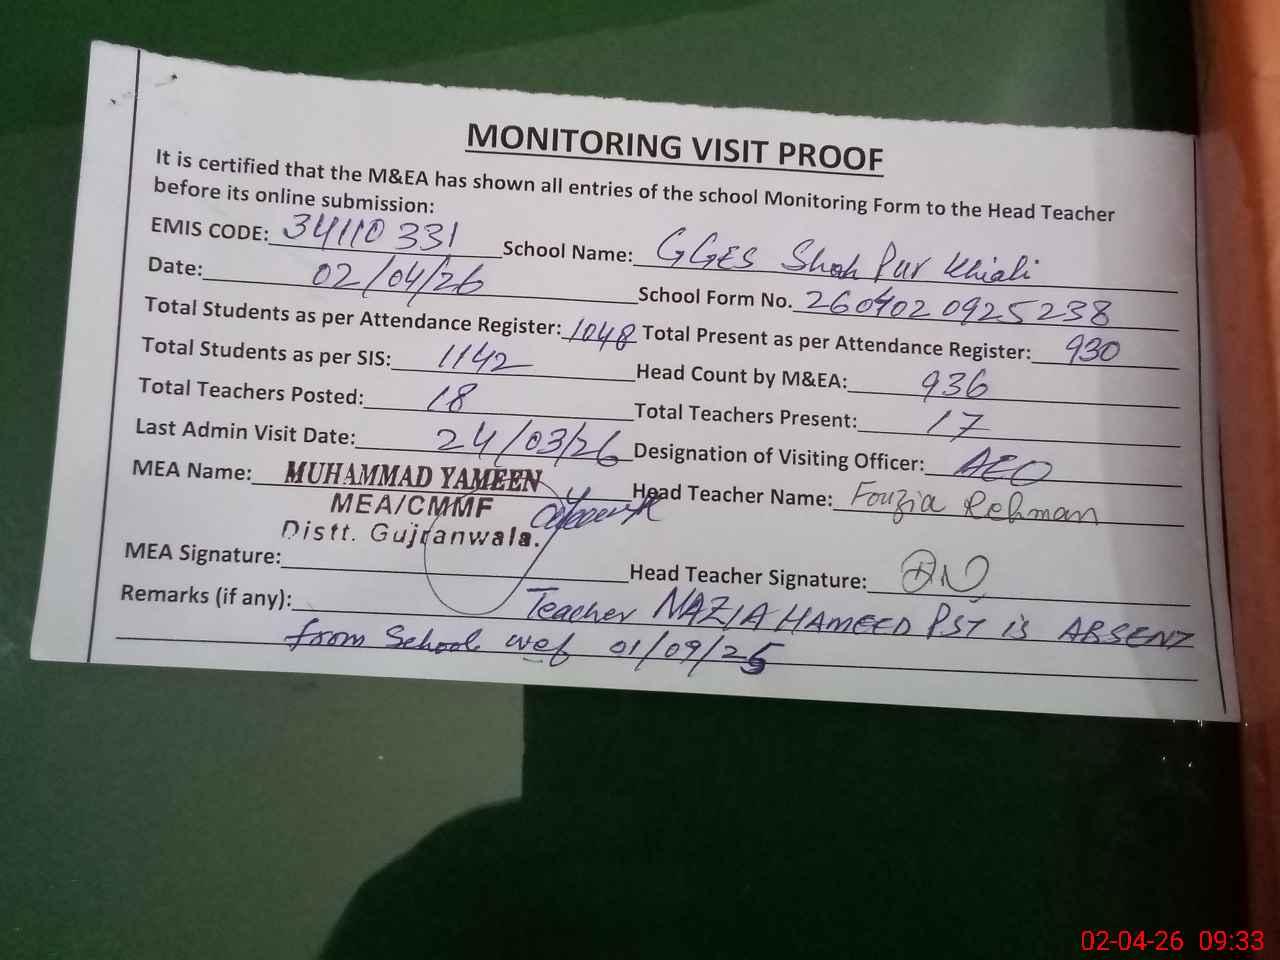 MONITORING VISIT PROOF
It is certified that the M&EA has shown all entries of the school Monitoring Form to the Head Teacher
before its online submission:
EMIS CODE: 34110331 School Name: GGES Shah Pur Khiali
Date: 02/04/26 School Form No. 2604020925238
Total Students as per Attendance Register: 1048 Total Present as per Attendance Register: 930
Total Students as per SIS: 1142 Head Count by M&EA: 936
Total Teachers Posted: 18 Total Teachers Present: 17
Last Admin Visit Date: 24/03/26 Designation of Visiting Officer: AEO
MEA Name: MUHAMMAD YAMEEN Head Teacher Name: Fouzia Rehman
MEA/CMMF
Distt. Gujranwala.
MEA Signature: Head Teacher Signature:
Remarks (if any): Teacher NAZIA HAMEED PST is ABSENT
from School wef 01/09/25
02-04-26 09:33